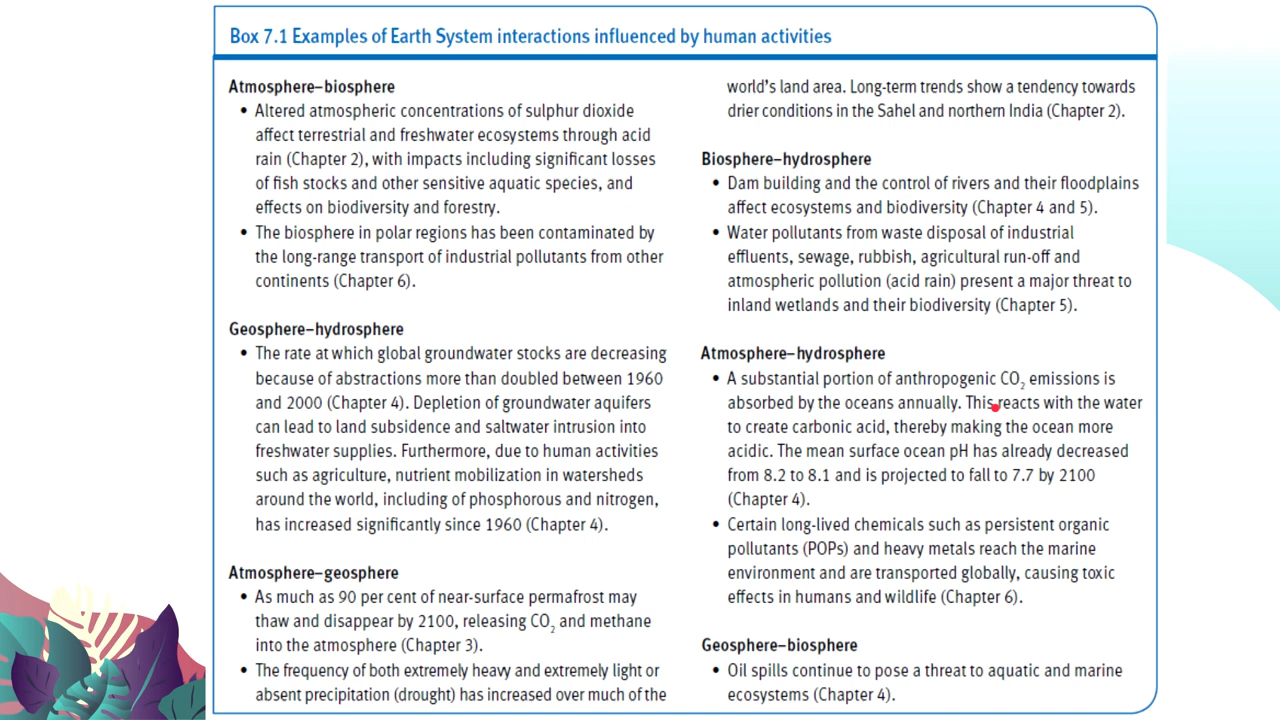 Box 7.1 Examples of Earth System interactions influenced by human activities
Atmosphere–biosphere
• Altered atmospheric concentrations of sulphur dioxide
affect terrestrial and freshwater ecosystems through acid
rain (Chapter 2), with impacts including significant losses
of fish stocks and other sensitive aquatic species, and
effects on biodiversity and forestry.
• The biosphere in polar regions has been contaminated by
the long-range transport of industrial pollutants from other
continents (Chapter 6).
Geosphere–hydrosphere
• The rate at which global groundwater stocks are decreasing
because of abstractions more than doubled between 1960
and 2000 (Chapter 4). Depletion of groundwater aquifers
can lead to land subsidence and saltwater intrusion into
freshwater supplies. Furthermore, due to human activities
such as agriculture, nutrient mobilization in watersheds
around the world, including of phosphorous and nitrogen,
has increased significantly since 1960 (Chapter 4).
Atmosphere–geosphere
• As much as 90 per cent of near-surface permafrost may
thaw and disappear by 2100, releasing CO₂ and methane
into the atmosphere (Chapter 3).
• The frequency of both extremely heavy and extremely light or
absent precipitation (drought) has increased over much of the
world's land area. Long-term trends show a tendency towards
drier conditions in the Sahel and northern India (Chapter 2).
Biosphere–hydrosphere
• Dam building and the control of rivers and their floodplains
affect ecosystems and biodiversity (Chapter 4 and 5).
• Water pollutants from waste disposal of industrial
effluents, sewage, rubbish, agricultural run-off and
atmospheric pollution (acid rain) present a major threat to
inland wetlands and their biodiversity (Chapter 5).
Atmosphere–hydrosphere
• A substantial portion of anthropogenic CO₂ emissions is
absorbed by the oceans annually. This reacts with the water
to create carbonic acid, thereby making the ocean more
acidic. The mean surface ocean pH has already decreased
from 8.2 to 8.1 and is projected to fall to 7.7 by 2100
(Chapter 4).
• Certain long-lived chemicals such as persistent organic
pollutants (POPs) and heavy metals reach the marine
environment and are transported globally, causing toxic
effects in humans and wildlife (Chapter 6).
Geosphere–biosphere
• Oil spills continue to pose a threat to aquatic and marine
ecosystems (Chapter 4).